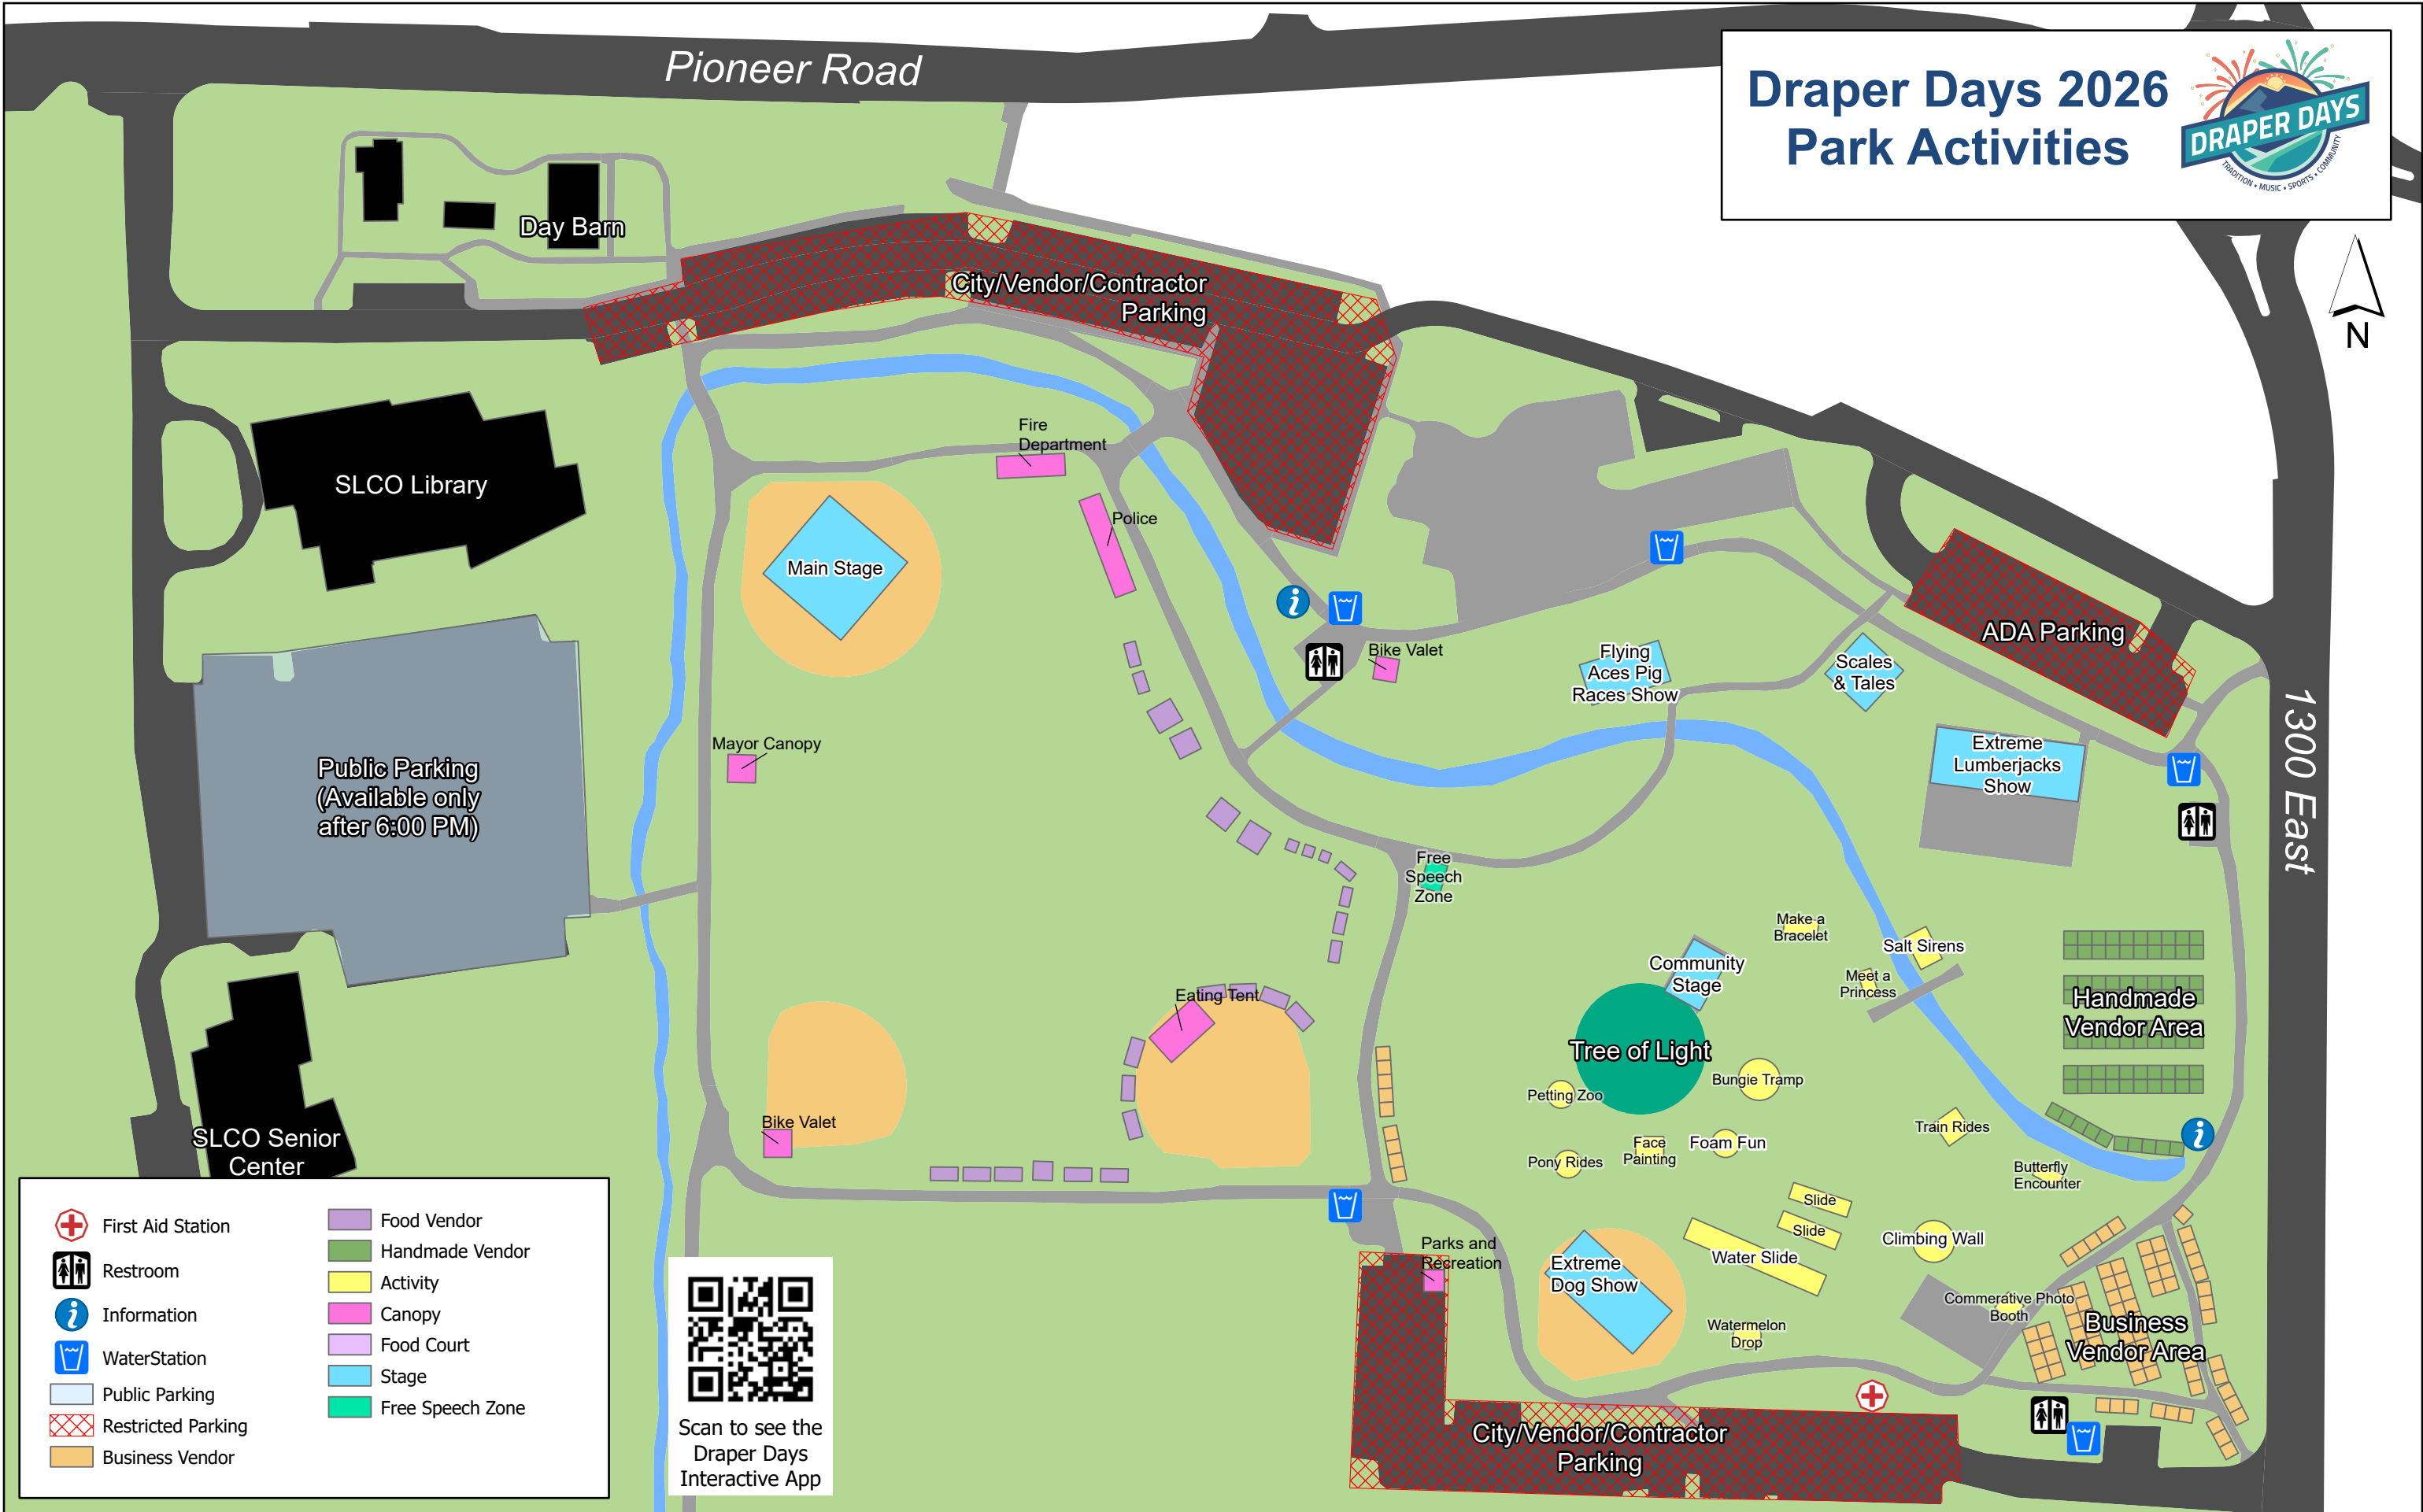 Pioneer Road
Draper Days 2026
Park Activities
DRAPER DAYS
TRADITION • MUSIC • SPORTS • COMMUNITY
N
Day Barn
City/Vendor/Contractor
Parking
SLCO Library
Fire
Department
Police
Main Stage
Bike Valet
Flying
Aces Pig
Races Show
Scales
& Tales
ADA Parking
1300 East
Mayor Canopy
Public Parking
(Available only
after 6:00 PM)
Extreme
Lumberjacks
Show
Free
Speech
Zone
Make a
Bracelet
Salt Sirens
Community
Stage
Meet a
Princess
Eating Tent
Handmade
Vendor Area
Tree of Light
Bungie Tramp
Petting Zoo
Bike Valet
Train Rides
SLCO Senior
Center
Face
Painting
Foam Fun
Pony Rides
Butterfly
Encounter
Slide
Slide
Climbing Wall
Water Slide
Parks and
Recreation
Extreme
Dog Show
Commerative Photo
Booth
Watermelon
Drop
Business
Vendor Area
City/Vendor/Contractor
Parking
First Aid Station
Restroom
Information
WaterStation
Public Parking
Restricted Parking
Business Vendor
Food Vendor
Handmade Vendor
Activity
Canopy
Food Court
Stage
Free Speech Zone
Scan to see the
Draper Days
Interactive App